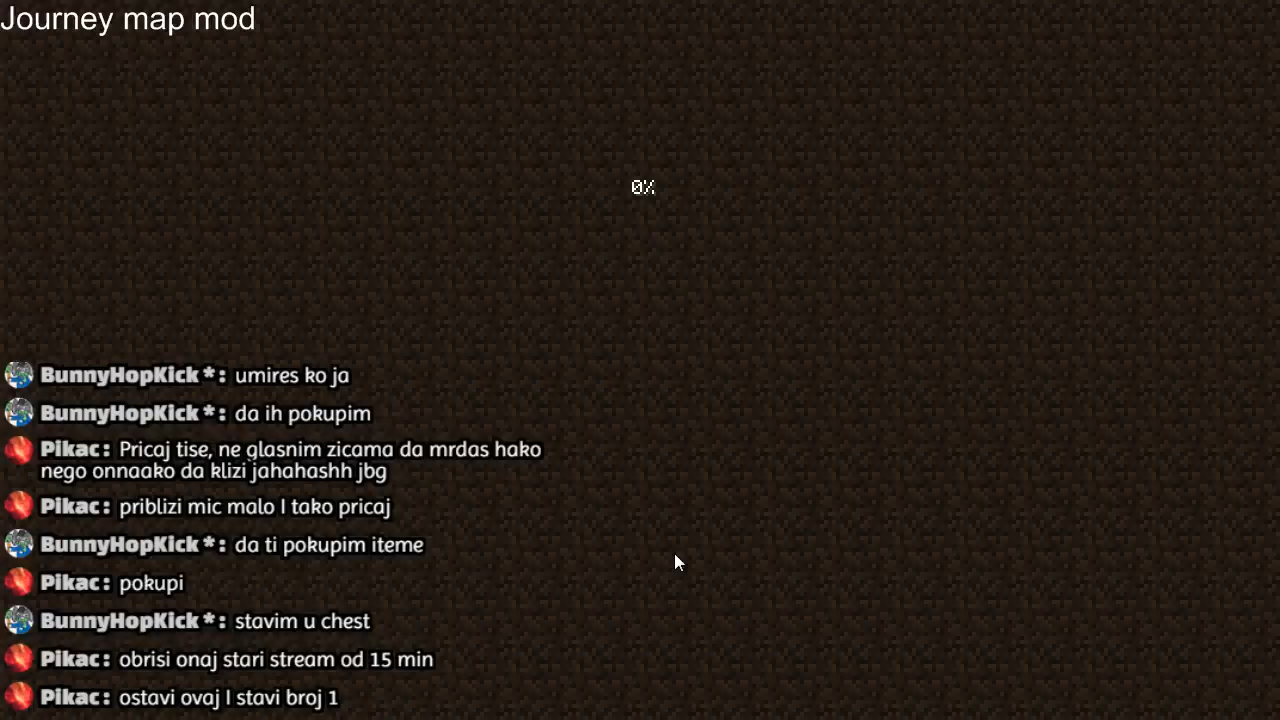 Journey map mod
0%
BunnyHopKick*: umires ko ja
BunnyHopKick*: da ih pokupim
Pikac: Pricaj tise, ne glasnim zicama da mrdas hako
nego onnaako da klizi jahahashh jbg
Pikac: priblizi mic malo I tako pricaj
BunnyHopKick*: da ti pokupim iteme
Pikac: pokupi
BunnyHopKick*: stavim u chest
Pikac: obrisi onaj stari stream od 15 min
Pikac: ostavi ovaj I stavi broj 1